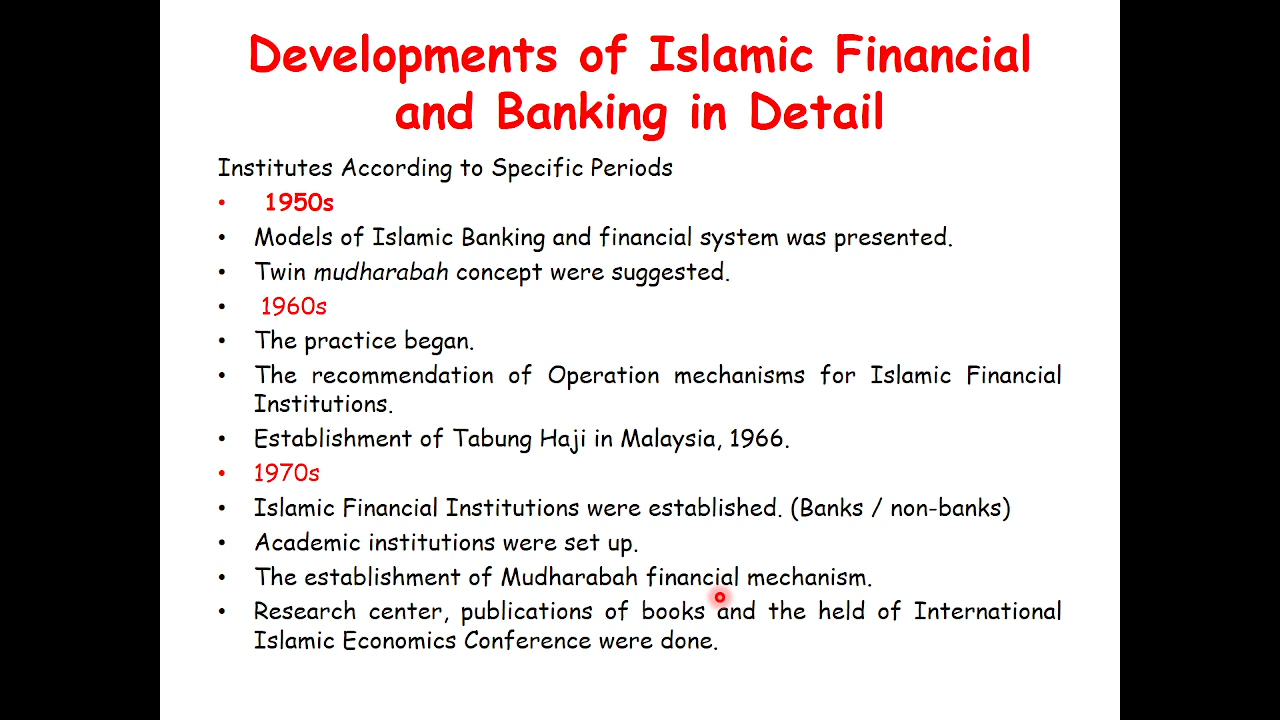 Developments of Islamic Financial
and Banking in Detail
Institutes According to Specific Periods
• 1950s
• Models of Islamic Banking and financial system was presented.
• Twin mudharabah concept were suggested.
• 1960s
• The practice began.
• The recommendation of Operation mechanisms for Islamic Financial
Institutions.
• Establishment of Tabung Haji in Malaysia, 1966.
• 1970s
• Islamic Financial Institutions were established. (Banks / non-banks)
• Academic institutions were set up.
• The establishment of Mudharabah financial mechanism.
• Research center, publications of books and the held of International
Islamic Economics Conference were done.